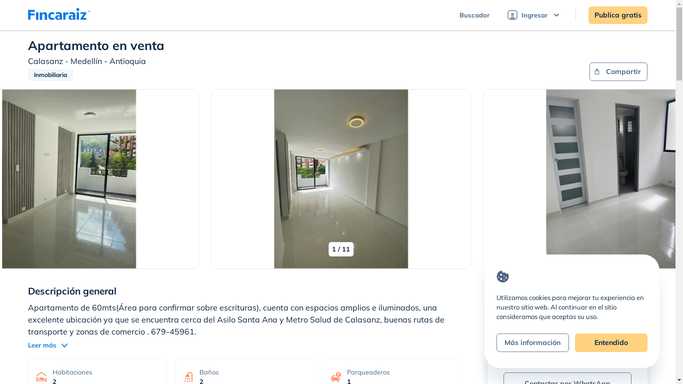 Fincaraiz
Buscador
Ingresar
Publica gratis
Apartamento en venta
Calasanz - Medellín - Antioquia
Inmobiliaria
Compartir
1 / 11
Descripción general
Apartamento de 60mts(Área para confirmar sobre escrituras), cuenta con espacios amplios e iluminados, una
excelente ubicación ya que se encuentra cerca del Asilo Santa Ana y Metro Salud de Calasanz, buenas rutas de
transporte y zonas de comercio . 679-45961.
Leer más
Habitaciones
2
Baños
2
Parqueaderos
1
Utilizamos cookies para mejorar tu experiencia en
nuestro sitio web. Al continuar en el sitio
consideramos que aceptas su uso.
Más información
Entendido
Contactar por WhatsApp